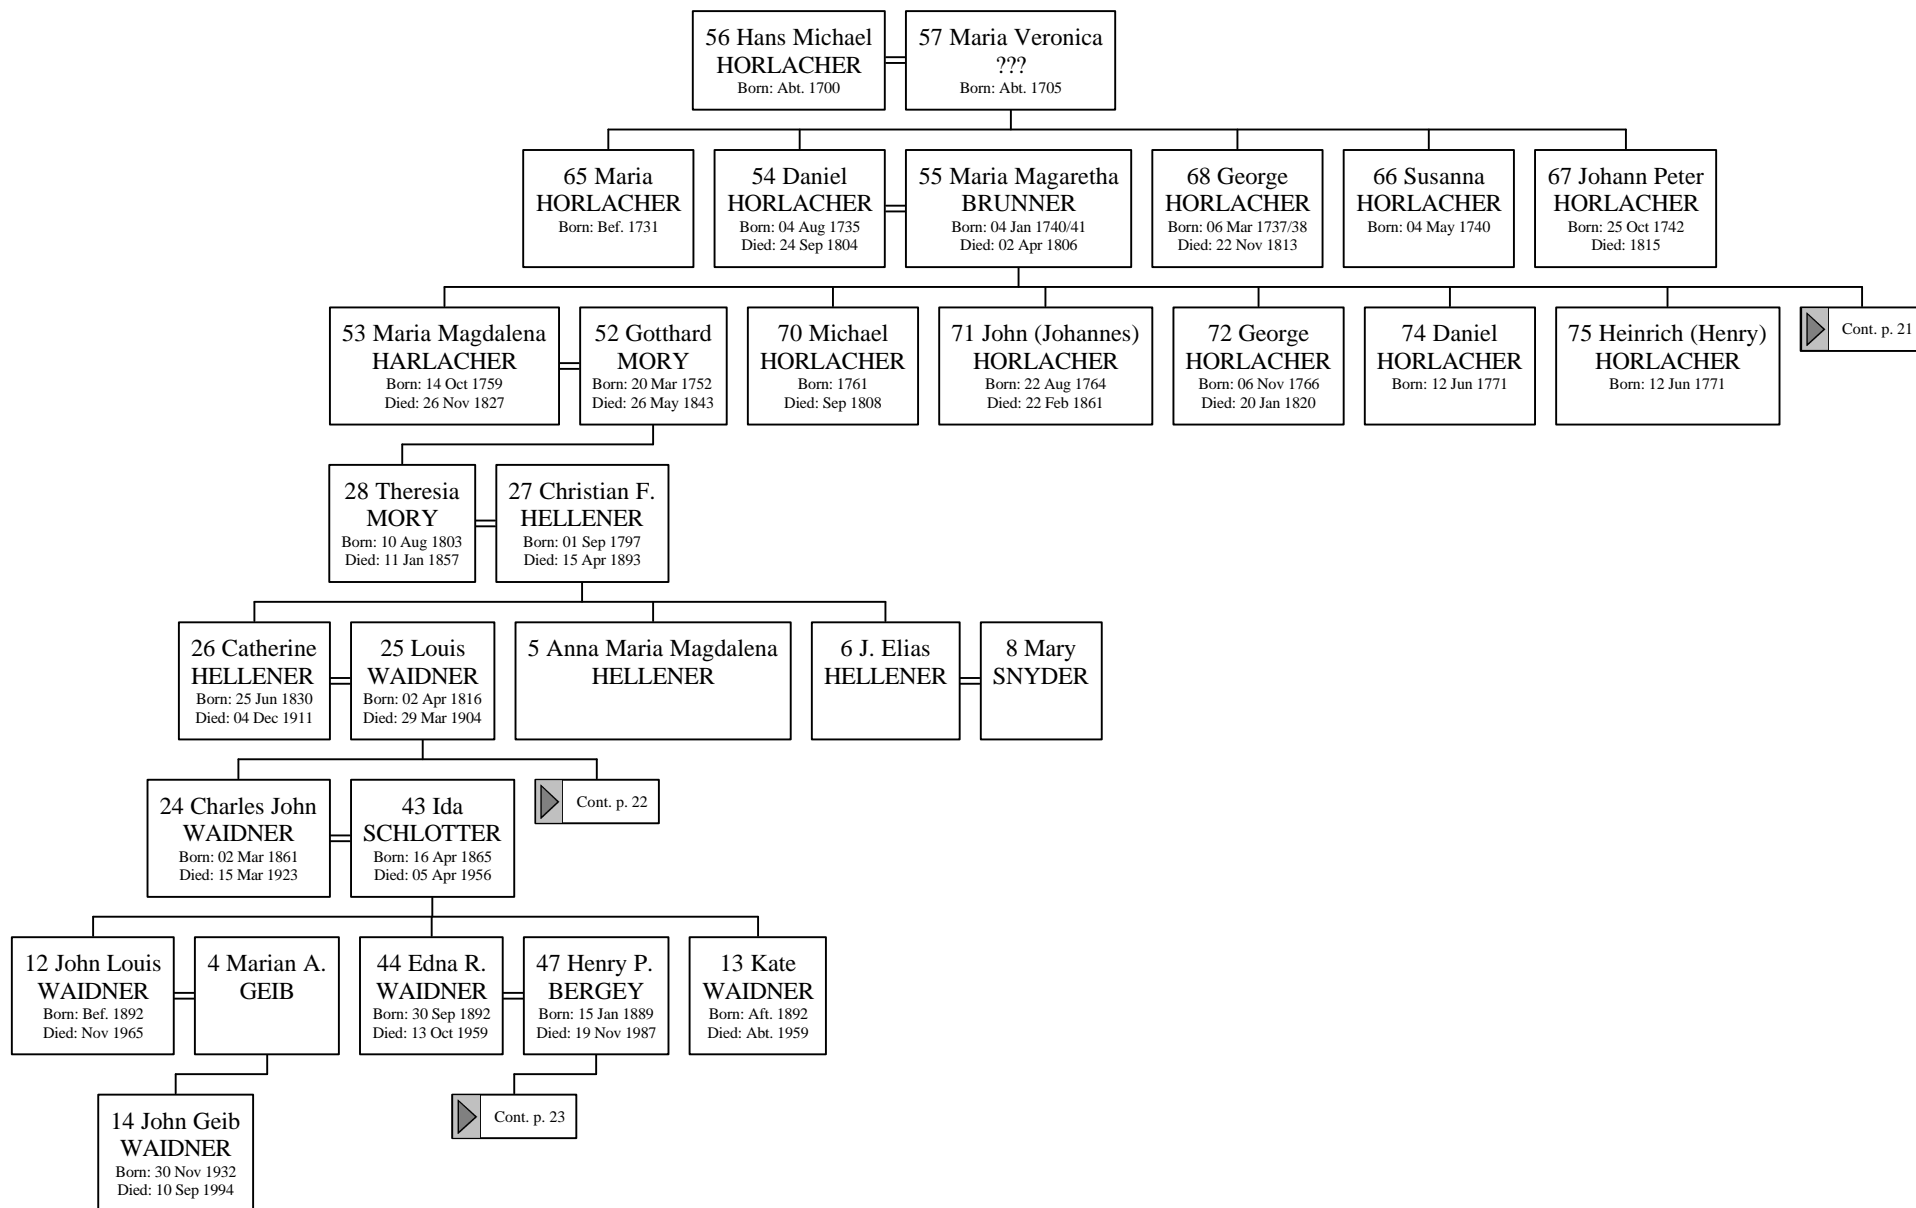 56 Hans Michael
HORLACHER
Born: Abt. 1700
57 Maria Veronica
???
Born: Abt. 1705
65 Maria
HORLACHER
Born: Bef. 1731
54 Daniel
HORLACHER
Born: 04 Aug 1735
Died: 24 Sep 1804
55 Maria Magaretha
BRUNNER
Born: 04 Jan 1740/41
Died: 02 Apr 1806
68 George
HORLACHER
Born: 06 Mar 1737/38
Died: 22 Nov 1813
66 Susanna
HORLACHER
Born: 04 May 1740
67 Johann Peter
HORLACHER
Born: 25 Oct 1742
Died: 1815
53 Maria Magdalena
HARLACHER
Born: 14 Oct 1759
Died: 26 Nov 1827
52 Gotthard
MORY
Born: 20 Mar 1752
Died: 26 May 1843
70 Michael
HORLACHER
Born: 1761
Died: Sep 1808
71 John (Johannes)
HORLACHER
Born: 22 Aug 1764
Died: 22 Feb 1861
72 George
HORLACHER
Born: 06 Nov 1766
Died: 20 Jan 1820
74 Daniel
HORLACHER
Born: 12 Jun 1771
75 Heinrich (Henry)
HORLACHER
Born: 12 Jun 1771
Cont. p. 21
28 Theresia
MORY
Born: 10 Aug 1803
Died: 11 Jan 1857
27 Christian F.
HELLENER
Born: 01 Sep 1797
Died: 15 Apr 1893
26 Catherine
HELLENER
Born: 25 Jun 1830
Died: 04 Dec 1911
25 Louis
WAIDNER
Born: 02 Apr 1816
Died: 29 Mar 1904
5 Anna Maria Magdalena
HELLENER
6 J. Elias
HELLENER
8 Mary
SNYDER
24 Charles John
WAIDNER
Born: 02 Mar 1861
Died: 15 Mar 1923
43 Ida
SCHLOTTER
Born: 16 Apr 1865
Died: 05 Apr 1956
Cont. p. 22
12 John Louis
WAIDNER
Born: Bef. 1892
Died: Nov 1965
4 Marian A.
GEIB
44 Edna R.
WAIDNER
Born: 30 Sep 1892
Died: 13 Oct 1959
47 Henry P.
BERGEY
Born: 15 Jan 1889
Died: 19 Nov 1987
13 Kate
WAIDNER
Born: Aft. 1892
Died: Abt. 1959
14 John Geib
WAIDNER
Born: 30 Nov 1932
Died: 10 Sep 1994
Cont. p. 23